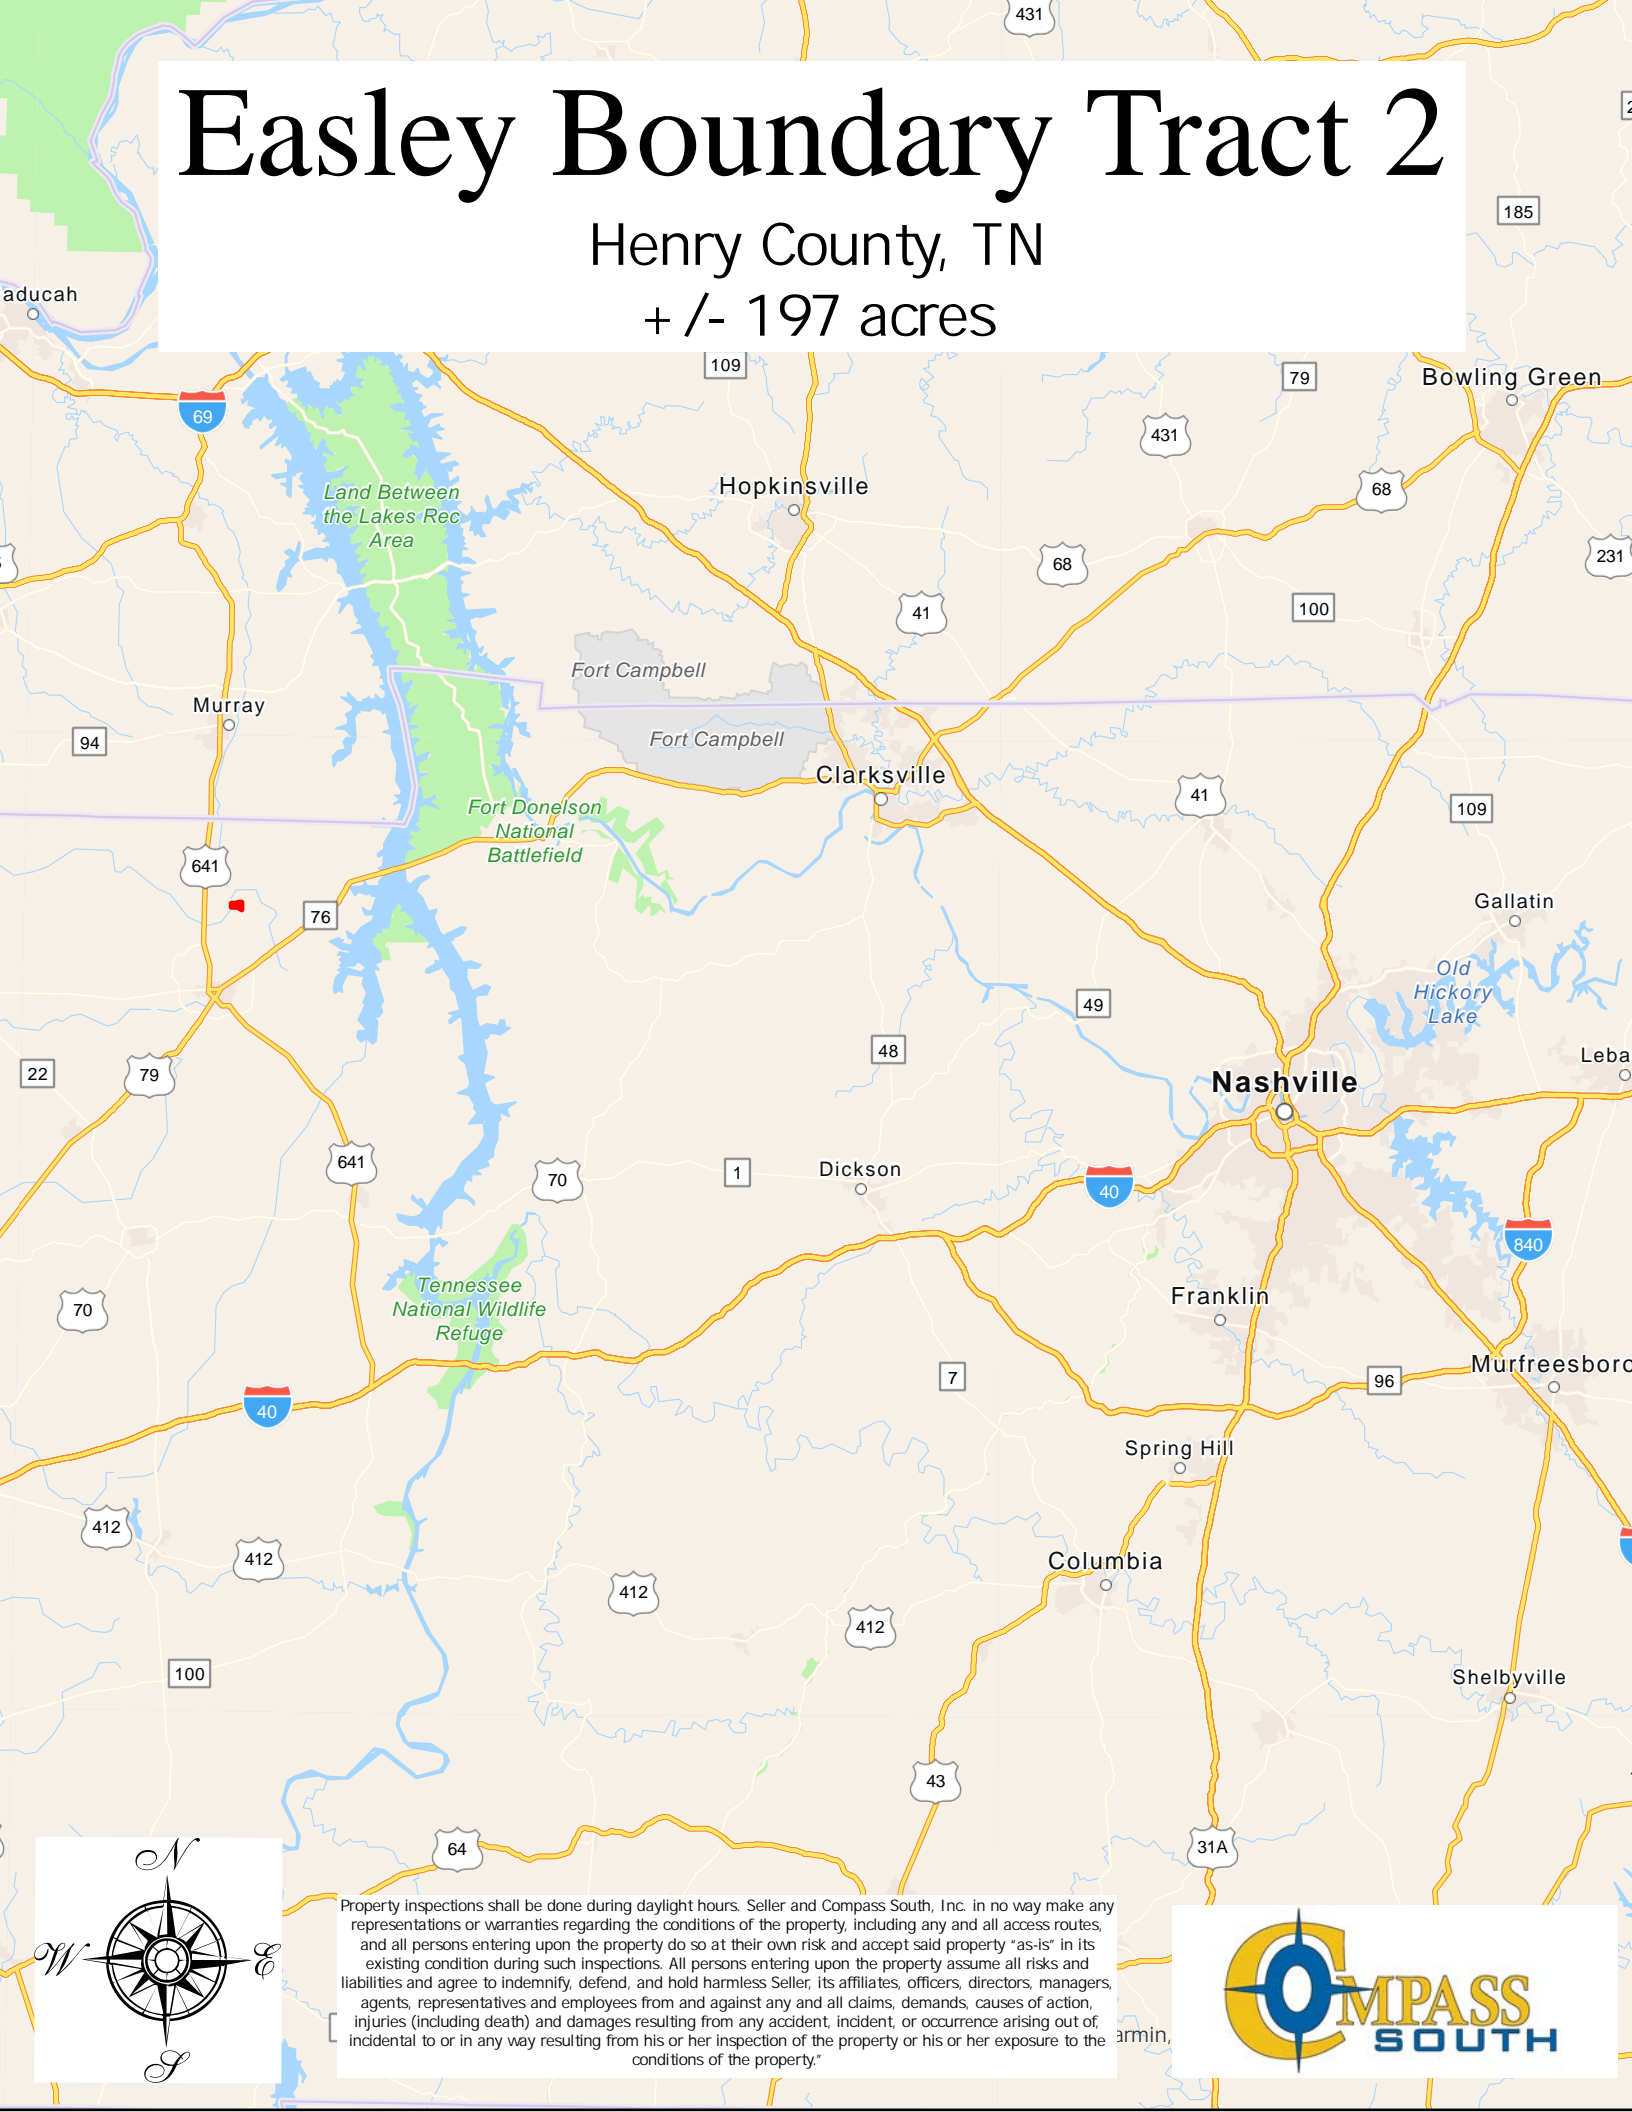 431
Easley Boundary Tract 2
Henry County, TN
+/- 197 acres
185
aducah
109
79
Bowling Green
69
431
Hopkinsville
68
Land Between
the Lakes Rec
Area
68
231
41
100
Fort Campbell
Murray
94
Fort Campbell
Clarksville
41
109
Fort Donelson
National
Battlefield
641
76
Gallatin
Old
Hickory
Lake
49
48
22
79
Leba
Nashville
641
70
1
Dickson
40
840
Tennessee
National Wildlife
Refuge
70
Franklin
Murfreesboro
7
96
40
Spring Hill
412
412
Columbia
412
412
100
Shelbyville
43
64
31A
N
W
E
S
Property inspections shall be done during daylight hours. Seller and Compass South, Inc. in no way make any
representations or warranties regarding the conditions of the property, including any and all access routes,
and all persons entering upon the property do so at their own risk and accept said property “as-is” in its
existing condition during such inspections. All persons entering upon the property assume all risks and
liabilities and agree to indemnify, defend, and hold harmless Seller, its affiliates, officers, directors, managers,
agents, representatives and employees from and against any and all claims, demands, causes of action,
injuries (including death) and damages resulting from any accident, incident, or occurrence arising out of,
incidental to or in any way resulting from his or her inspection of the property or his or her exposure to the
conditions of the property.”
armin,
COMPASS
SOUTH